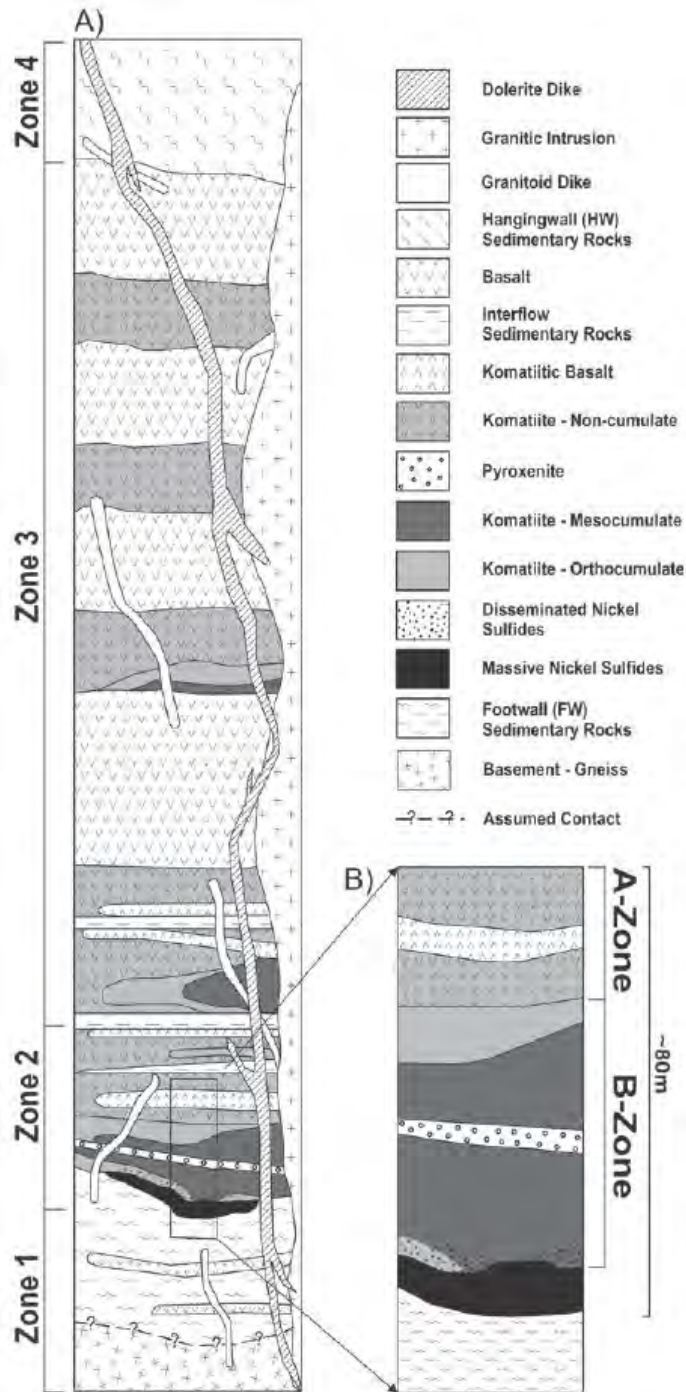 A)
Zone 4
Zone 3
Zone 2
Zone 1
Dolerite Dike
Granitic Intrusion
Granitoid Dike
Hangingwall (HW)
Sedimentary Rocks
Basalt
Interflow
Sedimentary Rocks
Komatiitic Basalt
Komatiite - Non-cumulate
Pyroxenite
Komatiite - Mesocumulate
Komatiite - Orthocumulate
Disseminated Nickel
Sulfides
Massive Nickel Sulfides
Footwall (FW)
Sedimentary Rocks
Basement - Gneiss
? ? Assumed Contact
? ? ? ? ?
B)
A-Zone
B-Zone
~80m